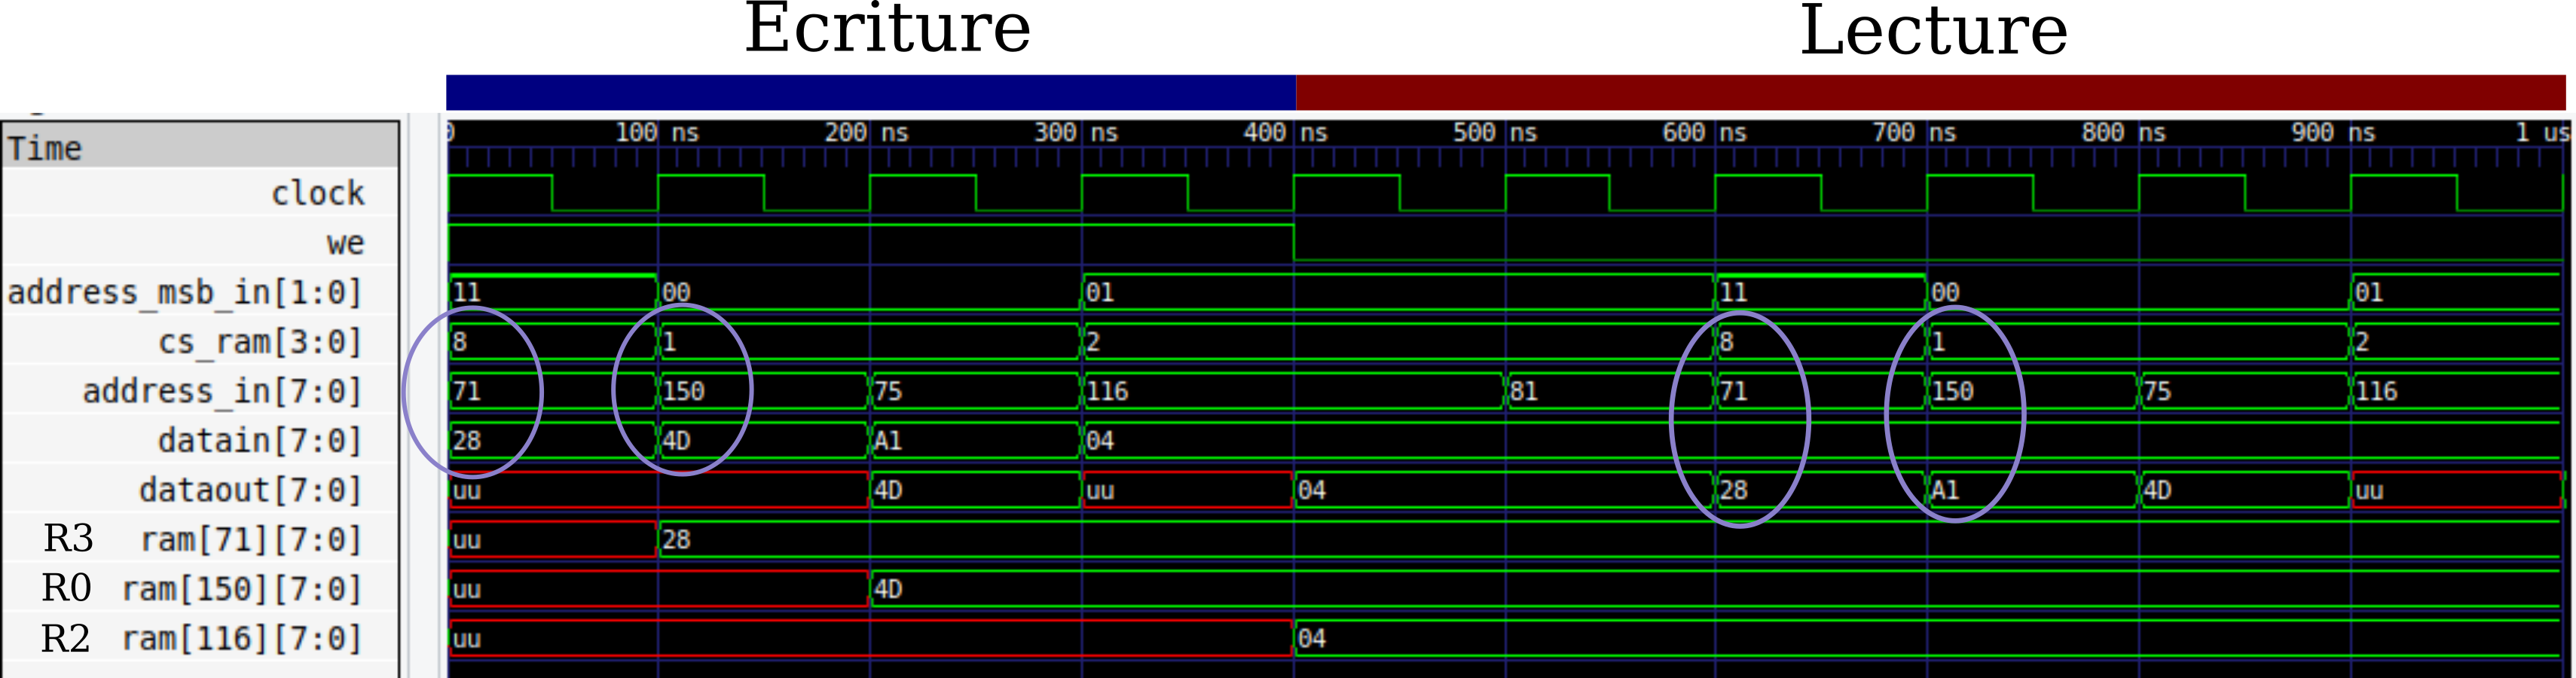 Ecriture Lecture
0 100 ns 200 ns 300 ns 400 ns 500 ns 600 ns 700 ns 800 ns 900 ns 1 us
Time
clock
we
address_msb_in[1:0] 11 00 01 11 00 01
cs_ram[3:0] 8 1 2 8 1 2
address_in[7:0] 71 150 75 116 81 71 150 75 116
datain[7:0] 28 4D A1 04
dataout[7:0] uu 4D uu 04 28 A1 4D uu
R3 ram[71][7:0] uu 28
R0 ram[150][7:0] uu 4D
R2 ram[116][7:0] uu 04